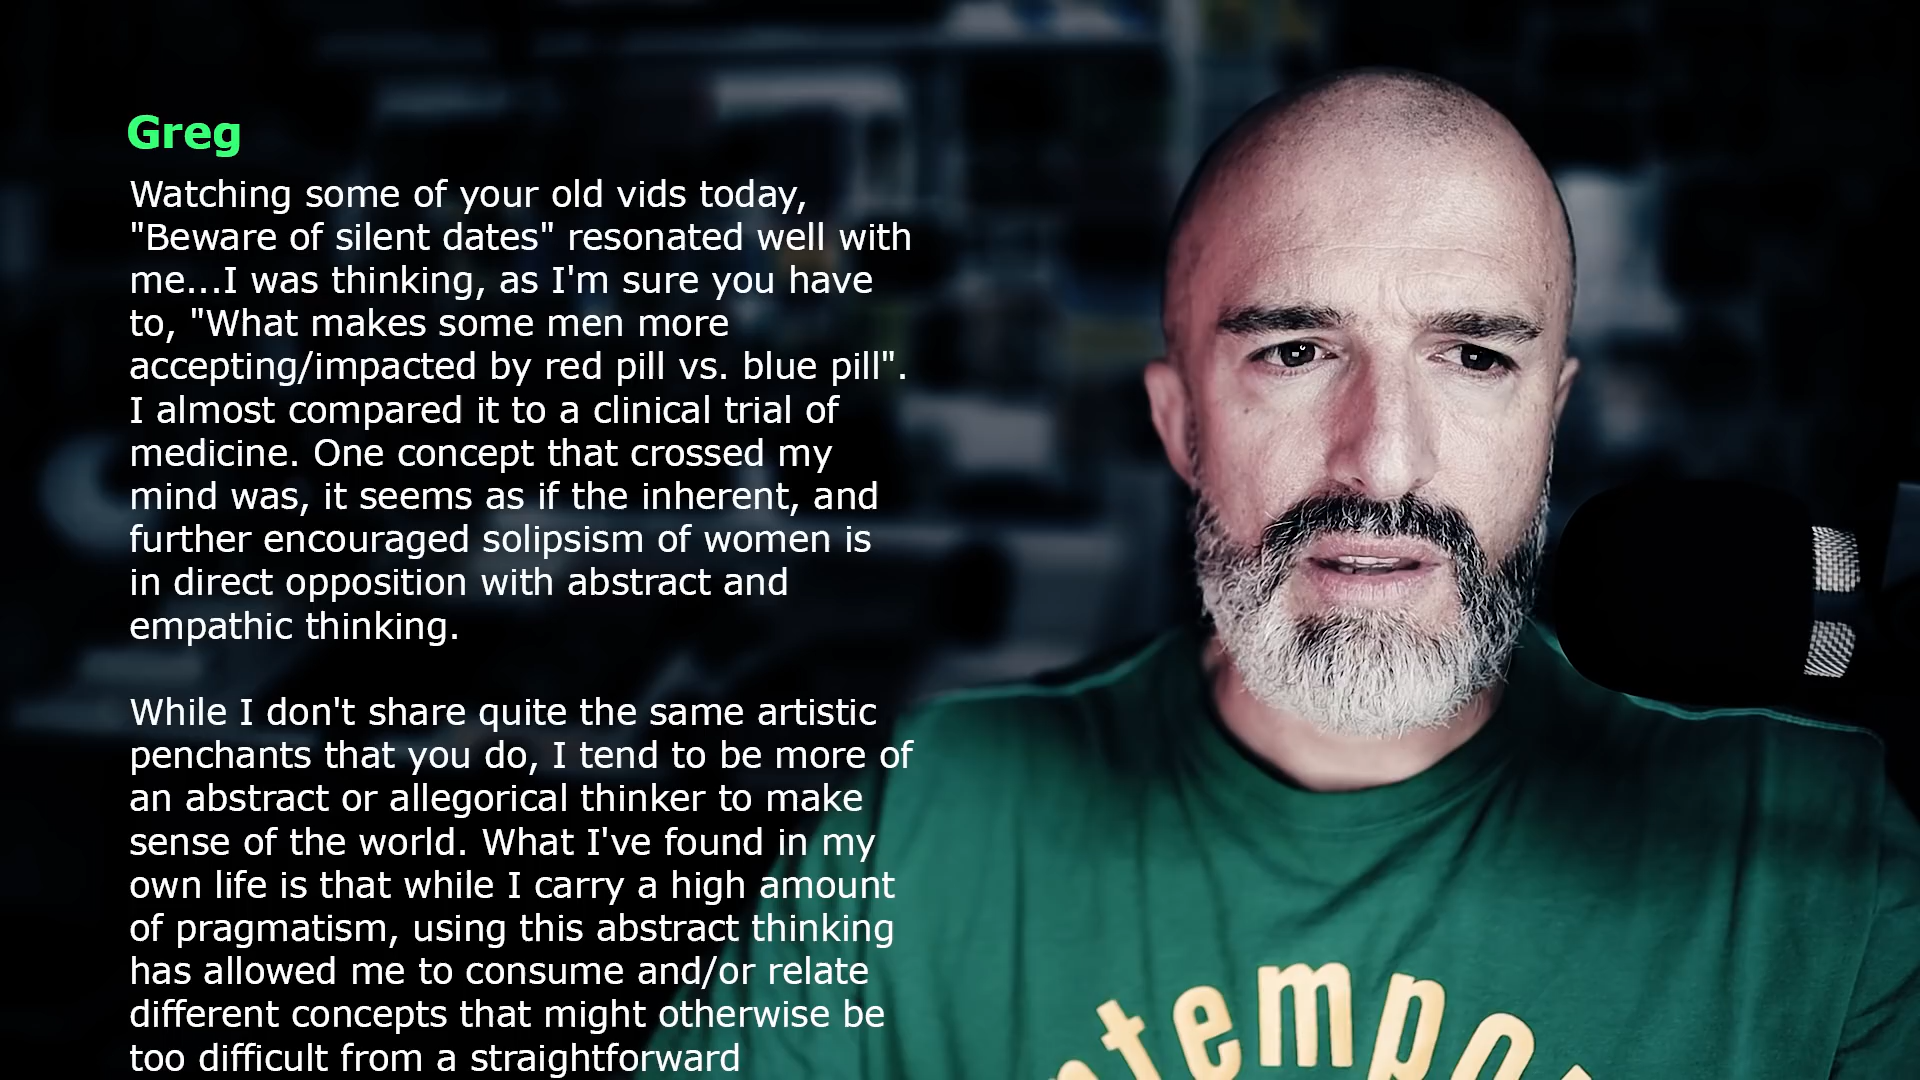 Greg
Watching some of your old vids today,
"Beware of silent dates" resonated well with
me...I was thinking, as I'm sure you have
to, "What makes some men more
accepting/impacted by red pill vs. blue pill".
I almost compared it to a clinical trial of
medicine. One concept that crossed my
mind was, it seems as if the inherent, and
further encouraged solipsism of women is
in direct opposition with abstract and
empathic thinking.
While I don't share quite the same artistic
penchants that you do, I tend to be more of
an abstract or allegorical thinker to make
sense of the world. What I've found in my
own life is that while I carry a high amount
of pragmatism, using this abstract thinking
has allowed me to consume and/or relate
different concepts that might otherwise be
too difficult from a straightforward